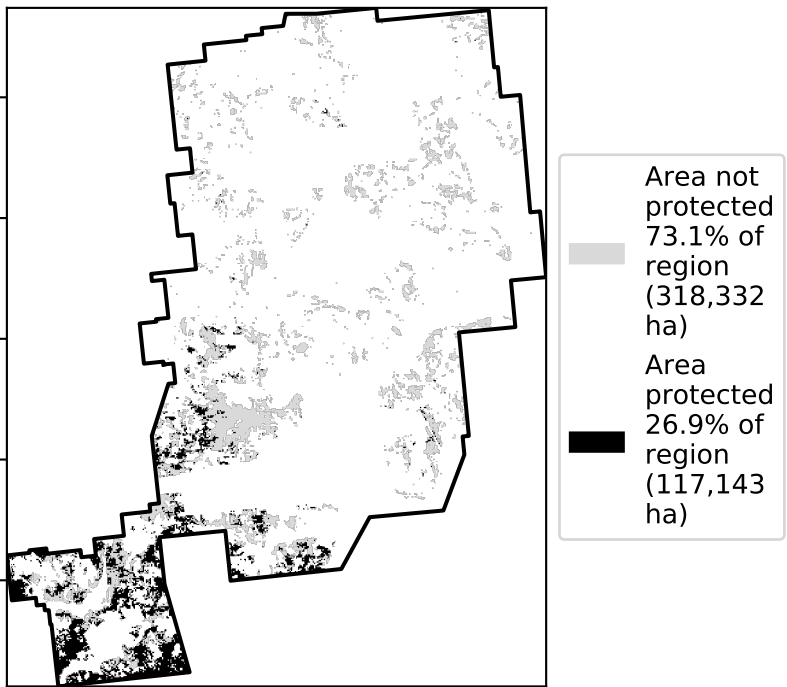 Area not
protected
73.1% of
region
(318,332
ha)
Area
protected
26.9% of
region
(117,143
ha)